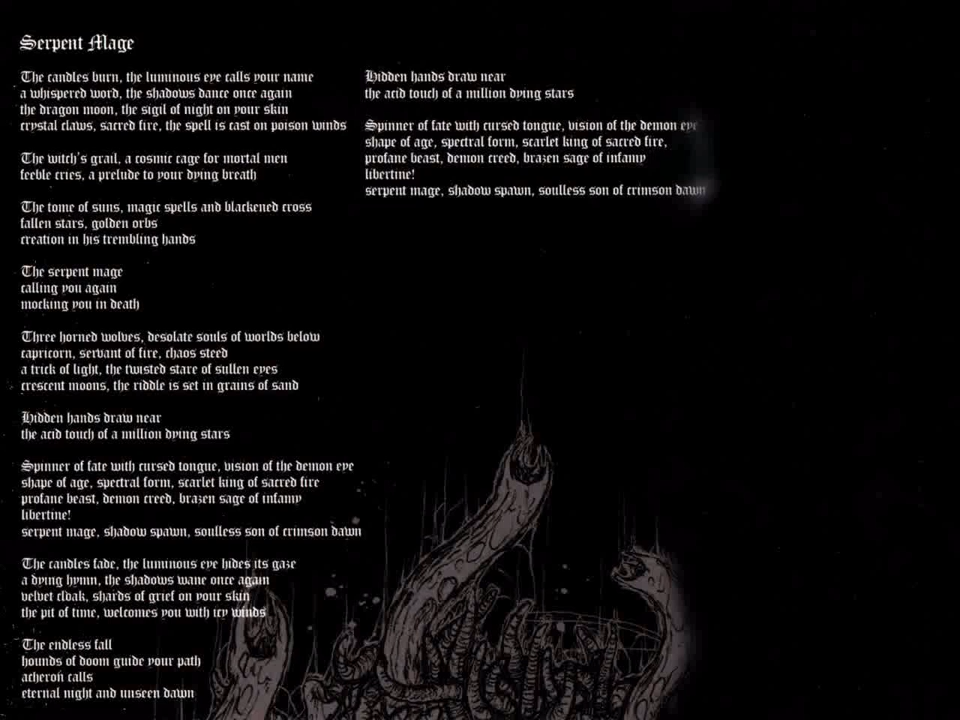 Serpent Mage
The candles burn, the luminous eye calls your name
a whispered word, the shadows dance once again
the dragon moon, the sigil of night on your skin
crystal claws, sacred fire, the spell is cast on poison winds
The witch's grail, a cosmic cage for mortal men
feeble cries, a prelude to your dying breath
The tome of suns, magic spells and blackened cross
fallen stars, golden orbs
creation in his trembling hands
The serpent mage
calling you again
mocking you in death
Three horned wolves, desolate souls of worlds below
capricorn, servant of fire, chaos steed
a trick of light, the twisted stare of sullen eyes
crescent moons, the riddle is set in grains of sand
Hidden hands draw near
the acid touch of a million dying stars
Spinner of fate with cursed tongue, vision of the demon eye
shape of age, spectral form, scarlet king of sacred fire
profane beast, demon creed, brazen sage of infamy
libertine!
serpent mage, shadow spawn, soulless son of crimson dawn
The candles fade, the luminous eye hides its gaze
a dying hymn, the shadows wane once again
velvet cloak, shards of grief on your skin
the pit of time, welcomes you with icy winds
The endless fall
hounds of doom guide your path
acheron calls
eternal night and unseen dawn
Hidden hands draw near
the acid touch of a million dying stars
Spinner of fate with cursed tongue, vision of the demon eye
shape of age, spectral form, scarlet king of sacred fire,
profane beast, demon creed, brazen sage of infamy
libertine!
serpent mage, shadow spawn, soulless son of crimson dawn